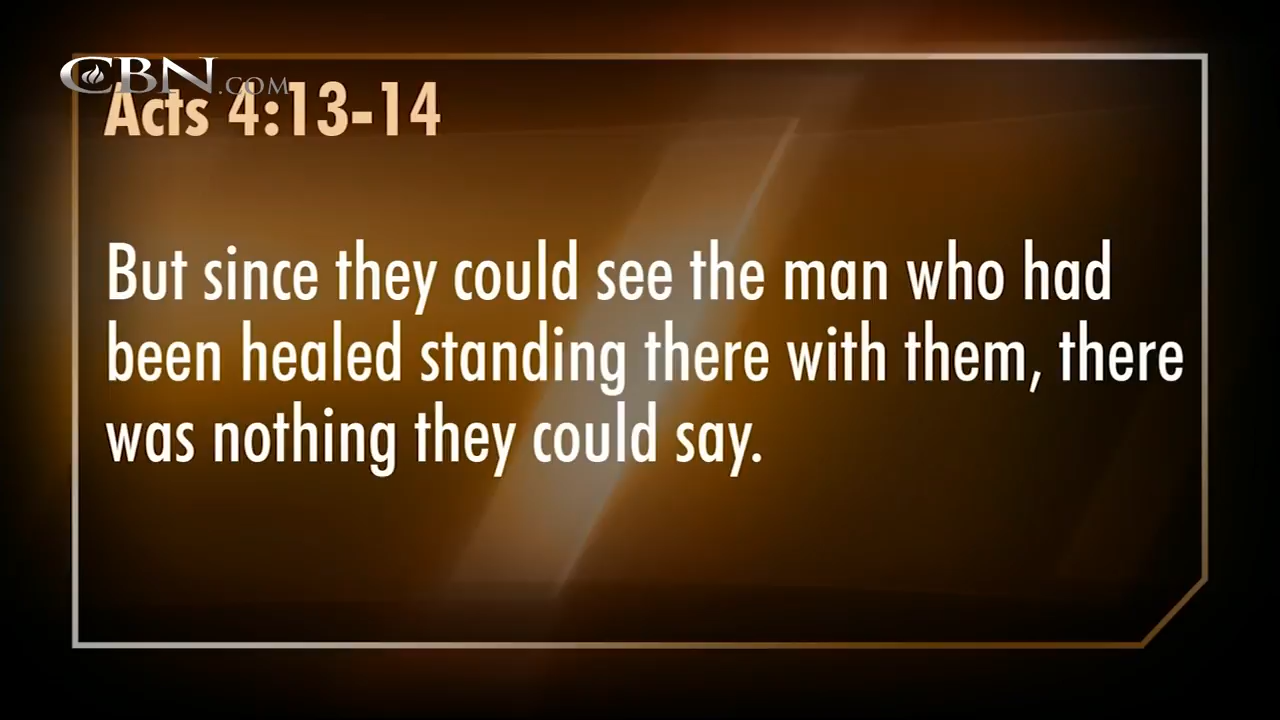 CBN.COM
Acts 4:13-14
But since they could see the man who had
been healed standing there with them, there
was nothing they could say.